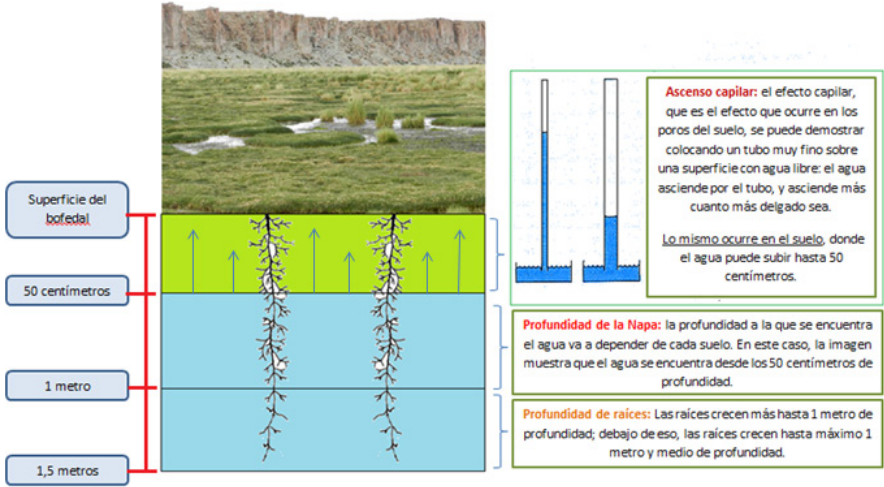 Superficie del
bofedal
50 centímetros
1 metro
1,5 metros
Ascenso capilar: el efecto capilar,
que es el efecto que ocurre en los
poros del suelo, se puede demostrar
colocando un tubo muy fino sobre
una superficie con agua libre: el agua
asciende por el tubo, y asciende más
cuanto más delgado sea.
Lo mismo ocurre en el suelo, donde
el agua puede subir hasta 50
centímetros.
Profundidad de la Napa: la profundidad a la que se encuentra
el agua va a depender de cada suelo. En este caso, la imagen
muestra que el agua se encuentra desde los 50 centímetros de
profundidad.
Profundidad de raíces: Las raíces crecen más hasta 1 metro de
profundidad; debajo de eso, las raíces crecen hasta máximo 1
metro y medio de profundidad.